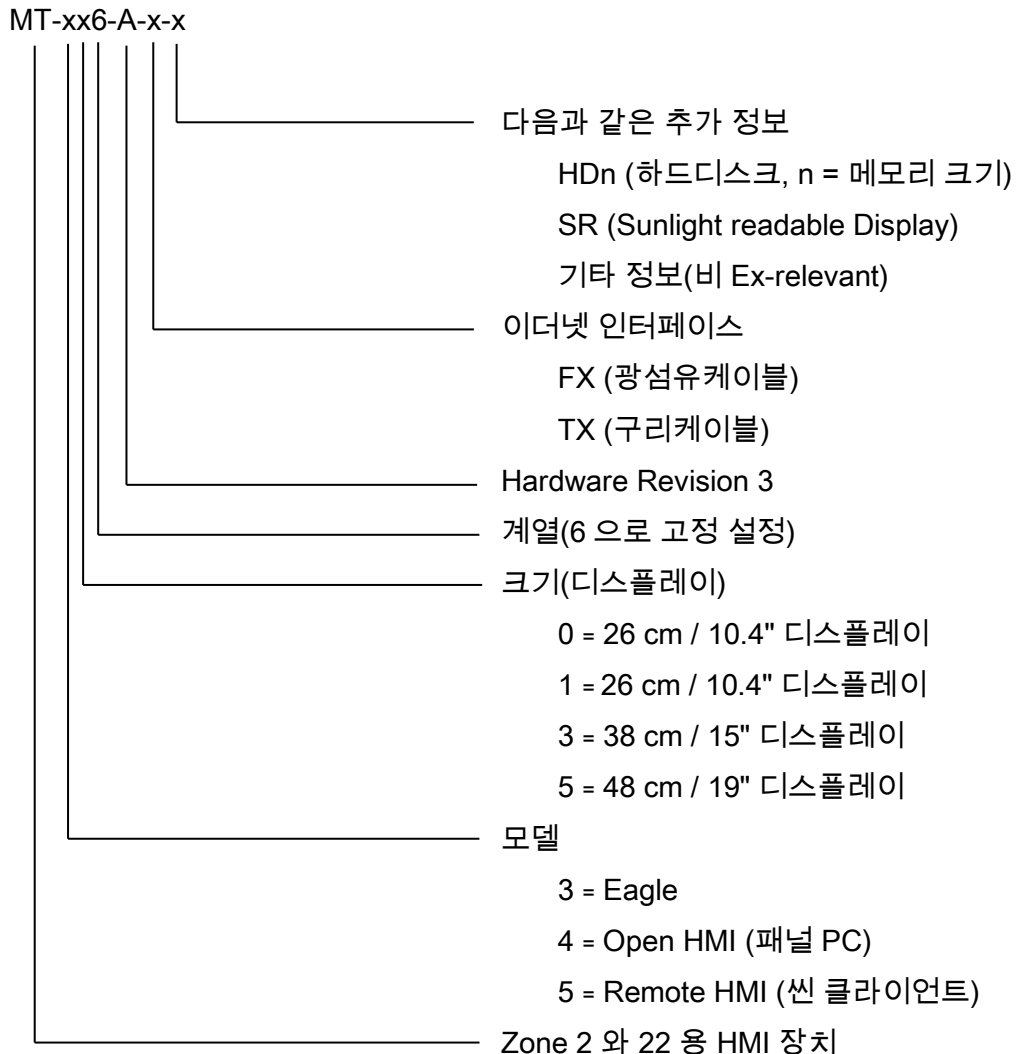 MT-xx6-A-x-x
다음과 같은 추가 정보
HDn (하드디스크, n = 메모리 크기)
SR (Sunlight readable Display)
기타 정보(비 Ex-relevant)
이더넷 인터페이스
FX (광섬유케이블)
TX (구리케이블)
Hardware Revision 3
계열(6 으로 고정 설정)
크기(디스플레이)
0 = 26 cm / 10.4" 디스플레이
1 = 26 cm / 10.4" 디스플레이
3 = 38 cm / 15" 디스플레이
5 = 48 cm / 19" 디스플레이
모델
3 = Eagle
4 = Open HMI (패널 PC)
5 = Remote HMI (씬 클라이언트)
Zone 2 와 22 용 HMI 장치